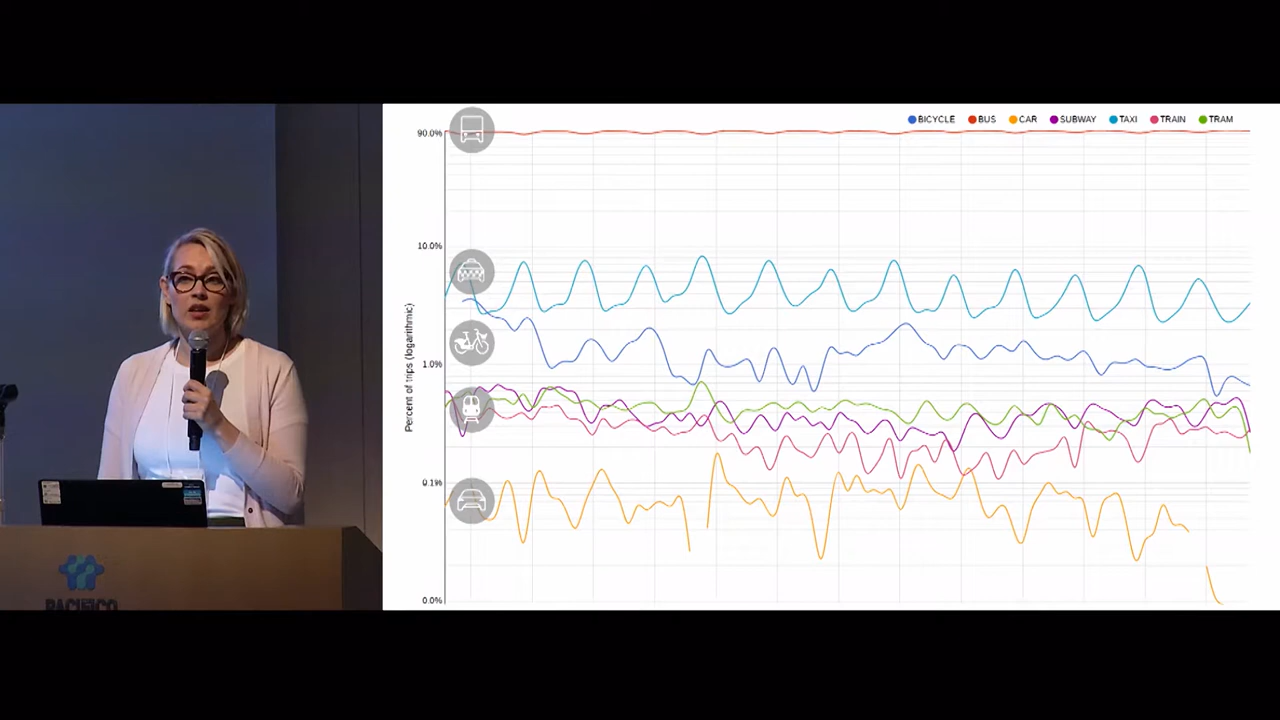 BICYCLE BUS CAR SUBWAY TAXI TRAIN TRAM
90.0%
10.0%
1.0%
0.1%
0.0%
Percent of trips (logarithmic)
PACIFICO